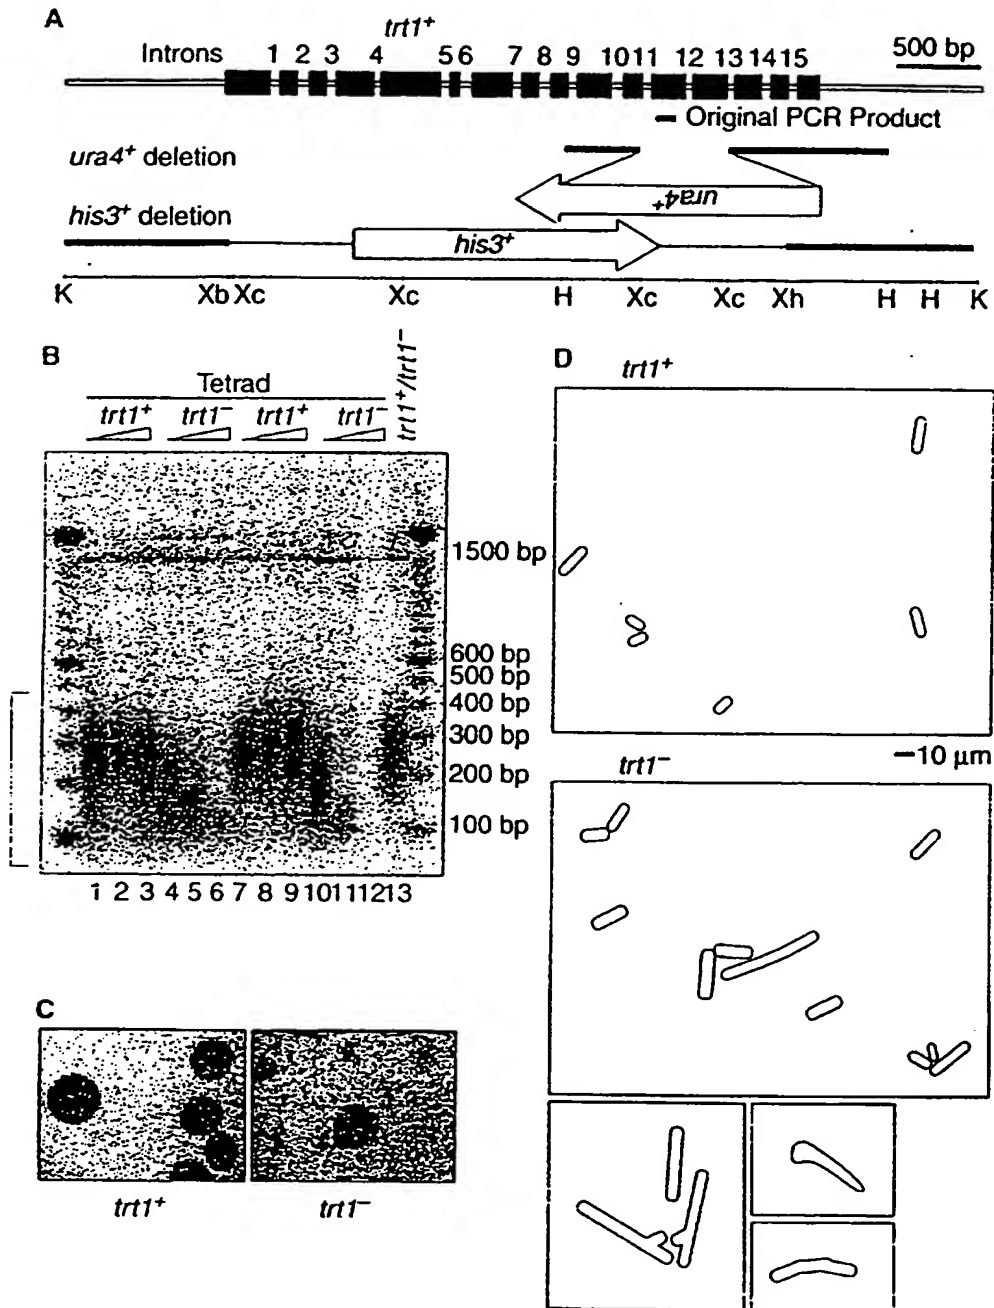 A
trt1+
Introns 1 2 3 4 5 6 7 8 9 10 11 12 13 14 15
500 bp
Original PCR Product
ura4+ deletion
ura4+
his3+ deletion
his3+
K Xb Xc Xc H Xc Xc Xh H H K
B
Tetrad
trt1+ trt1− trt1+ trt1− trt1+/trt1−
1500 bp
600 bp
500 bp
400 bp
300 bp
200 bp
100 bp
1 2 3 4 5 6 7 8 9 10 11 12 13
C
trt1+ trt1−
D
trt1+
10 µm
trt1−